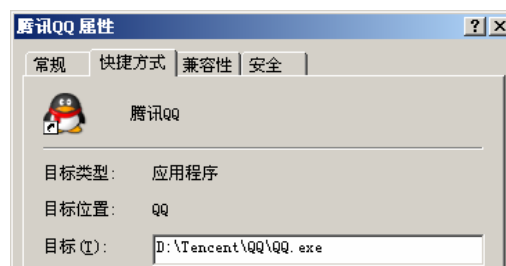 腾讯QQ 属性
常规 快捷方式 兼容性 安全
腾讯QQ
目标类型: 应用程序
目标位置: QQ
目标(T): D:\Tencent\QQ\QQ.exe